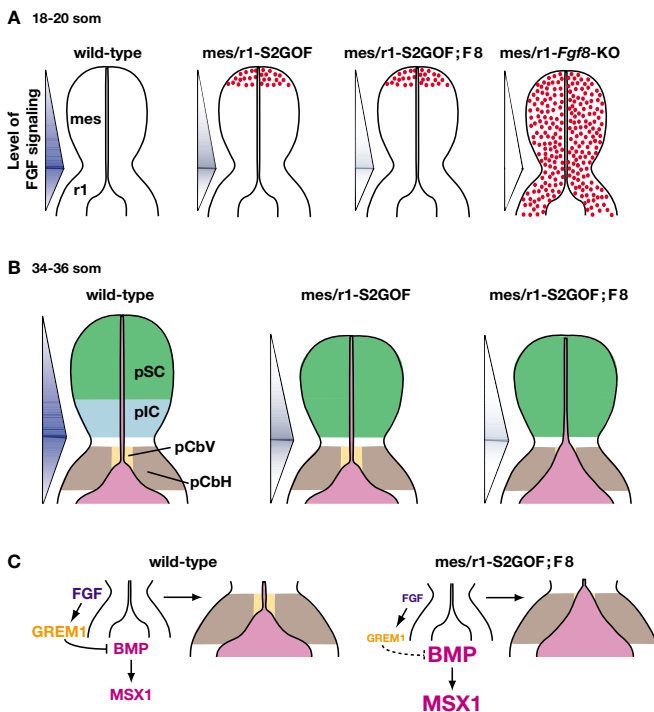 A 18-20 som
wild-type
mes/r1-S2GOF
mes/r1-S2GOF;F8
mes/r1-Fgf8-KO
Level of
FGF signaling
mes
r1
B 34-36 som
wild-type
mes/r1-S2GOF
mes/r1-S2GOF;F8
pSC
pIC
pCbV
pCbH
C
wild-type
mes/r1-S2GOF;F8
FGF
GREM1
BMP
MSX1
FGF
GREM1
BMP
MSX1